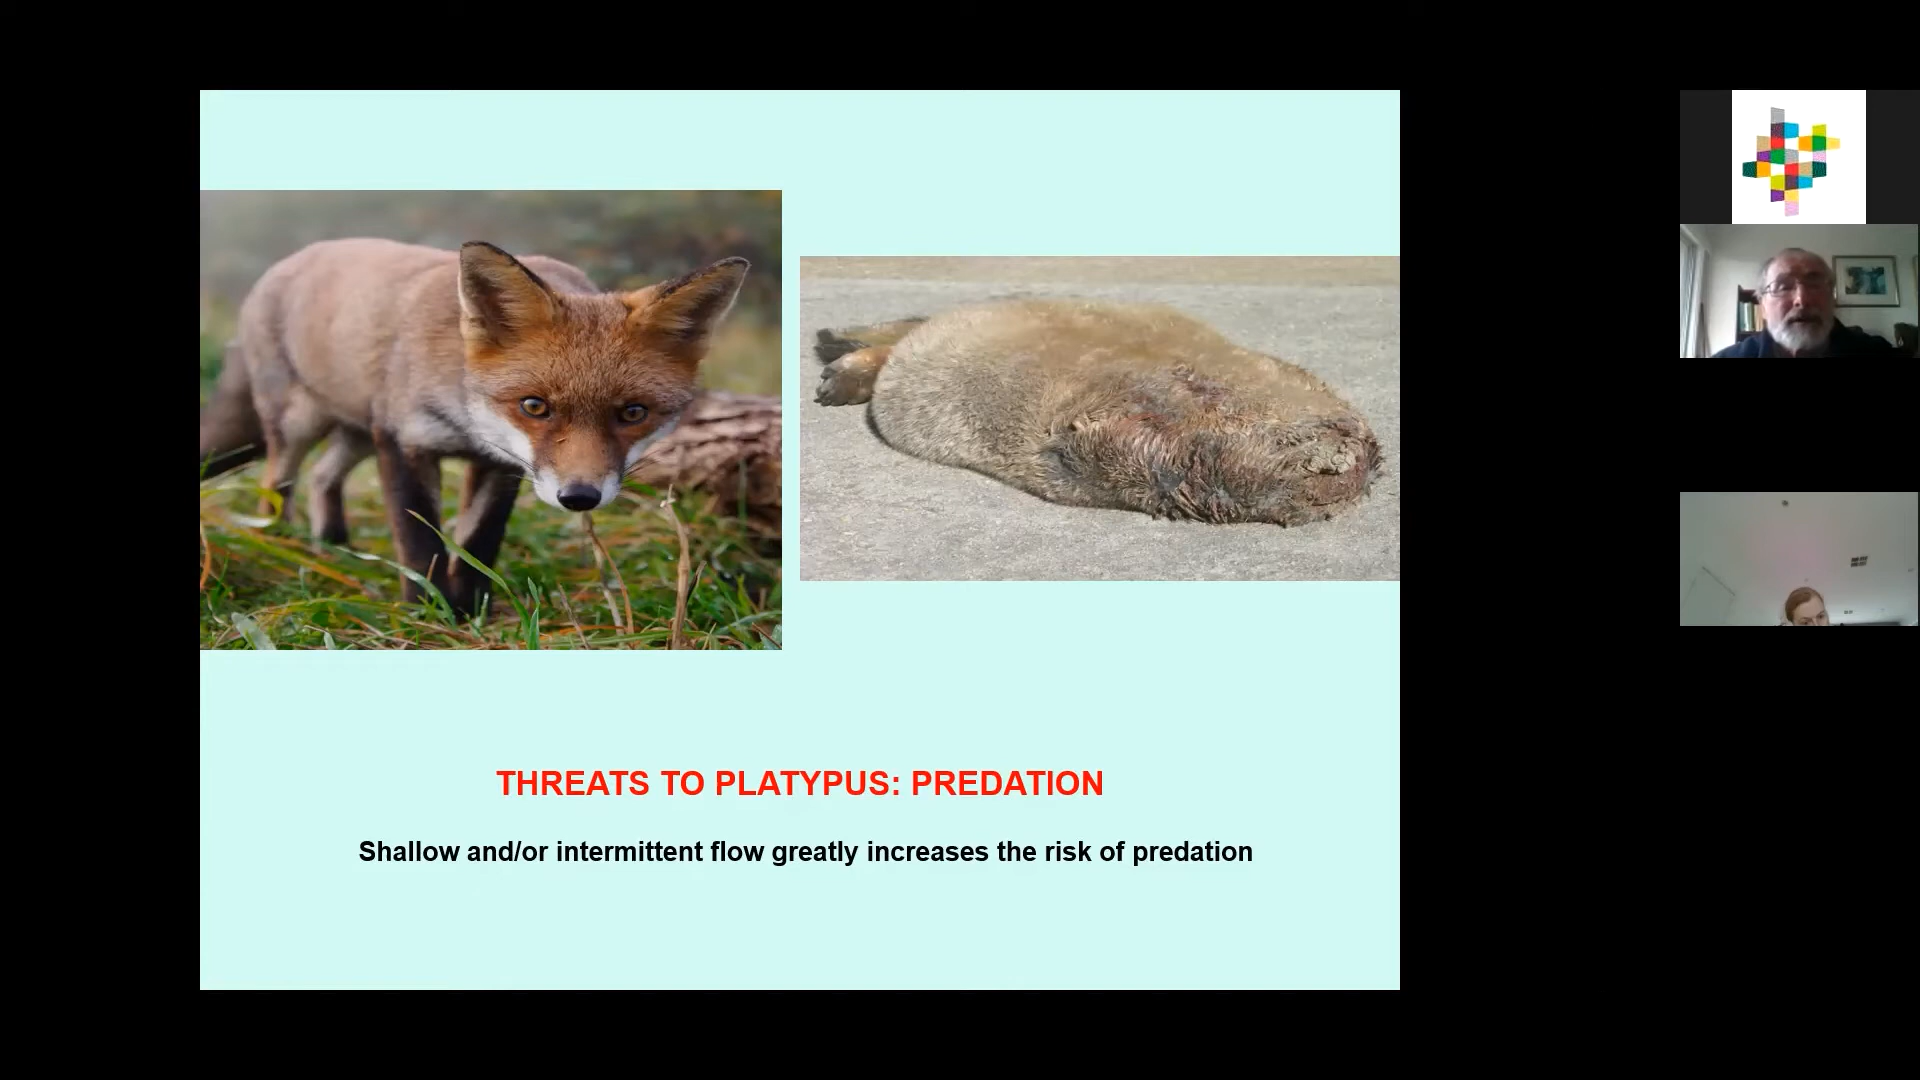 THREATS TO PLATYPUS: PREDATION
Shallow and/or intermittent flow greatly increases the risk of predation